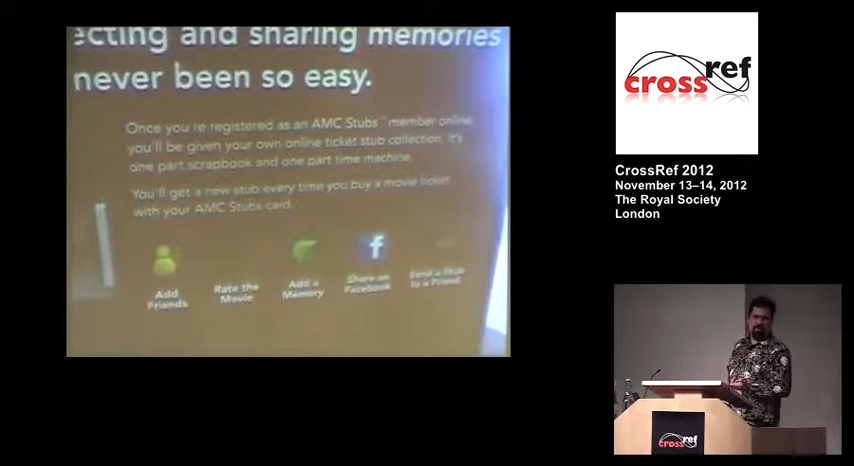 ecting and sharing memories
never been so easy.
Once you're registered as an AMC Stubs™ member online
you'll be given your own online ticket stub collection. It's
one part scrapbook and one part time machine.
You'll get a new stub every time you buy a movie ticket
with your AMC Stubs card.
Add
Friends
Rate the
Movie
Add a
Memory
f
Share on
Facebook
Send a Stub
to a Friend
crossref
CrossRef 2012
November 13–14, 2012
The Royal Society
London
crossref